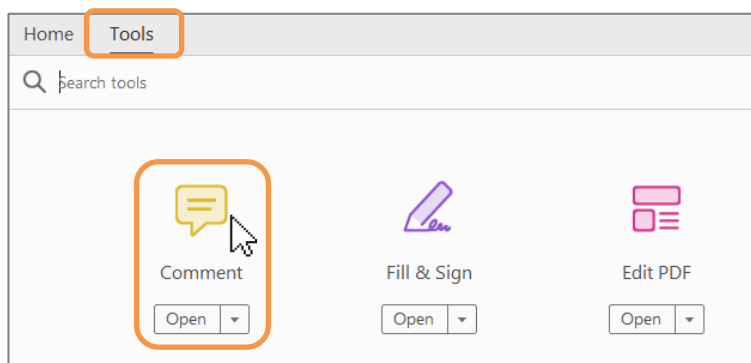 Home Tools
Search tools
Comment Fill & Sign Edit PDF
Open Open Open